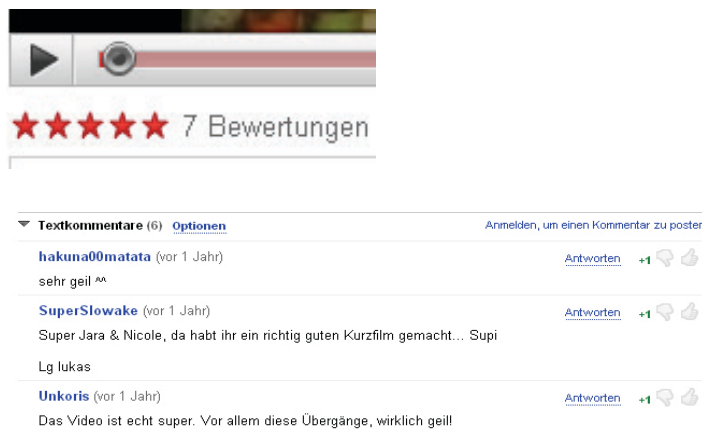 7 Bewertungen
Textkommentare (6) Optionen Anmelden, um einen Kommentar zu posten
hakuna00matata (vor 1 Jahr) Antworten +1
sehr geil ^^
SuperSlowake (vor 1 Jahr) Antworten +1
Super Jara & Nicole, da habt ihr ein richtig guten Kurzfilm gemacht... Supi
Lg lukas
Unkoris (vor 1 Jahr) Antworten +1
Das Video ist echt super. Vor allem diese Übergänge, wirklich geil!